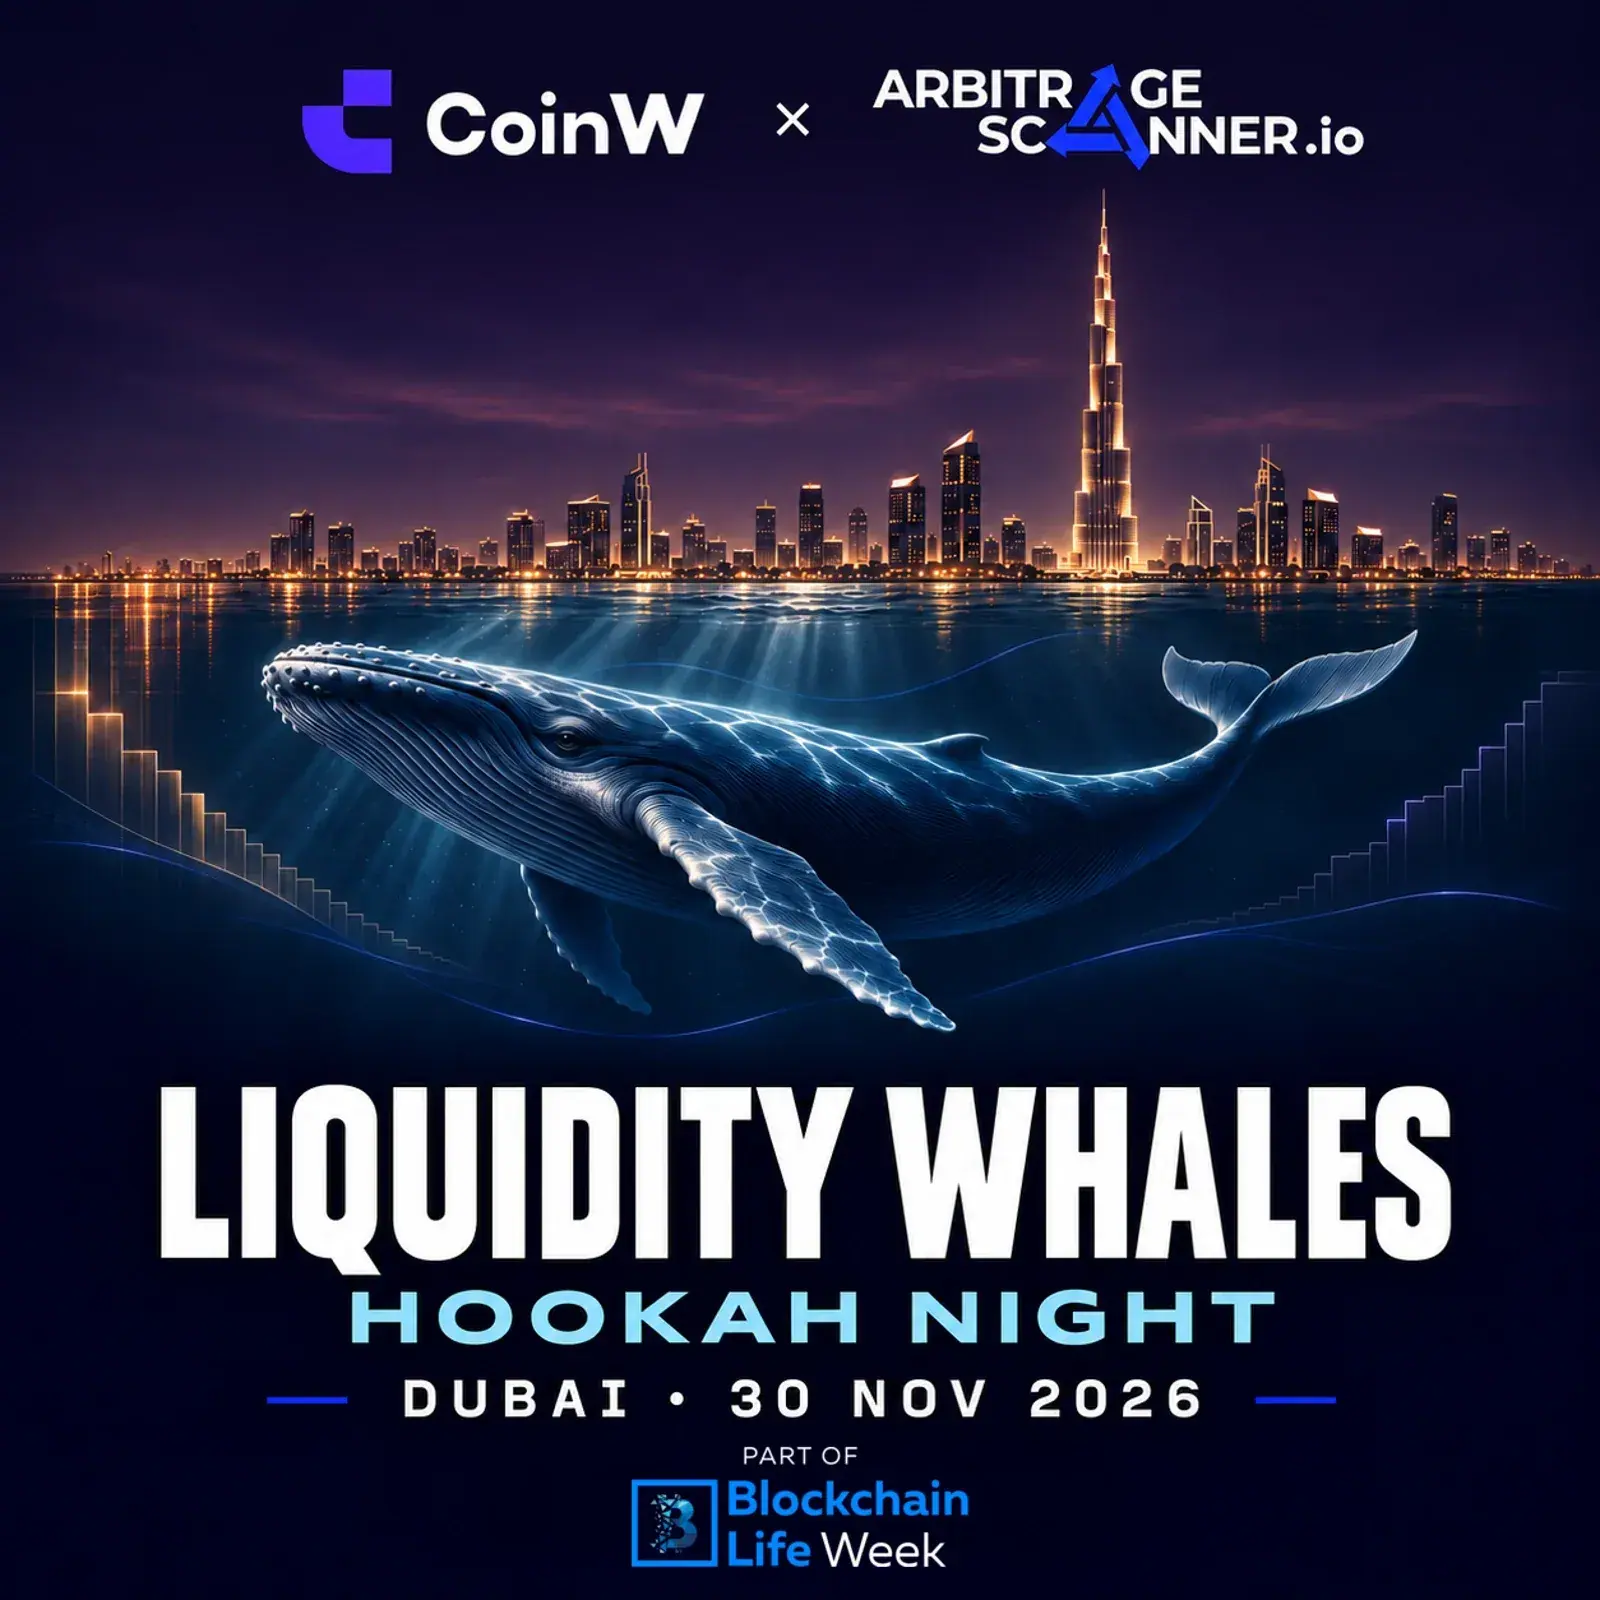 CoinW × ARBITRAGE SCANNER.io
LIQUIDITY WHALES
HOOKAH NIGHT
DUBAI • 30 NOV 2026
PART OF
Blockchain
Life Week